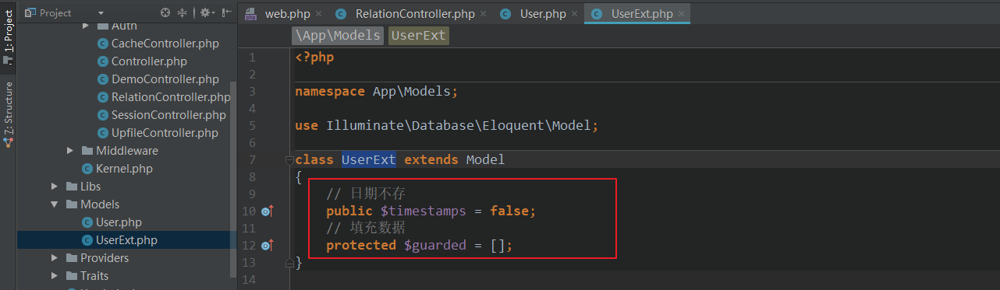 1: Project
7: Structure
Project
Auth
CacheController.php
Controller.php
DemoController.php
RelationController.php
SessionController.php
UpfileController.php
Middleware
Kernel.php
Libs
Models
User.php
UserExt.php
Providers
Traits
web.php
RelationController.php
User.php
UserExt.php
\App\Models UserExt
1 <?php
2
3 namespace App\Models;
4
5 use Illuminate\Database\Eloquent\Model;
6
7 class UserExt extends Model
8 {
9 // 日期不存
10 public $timestamps = false;
11 // 填充数据
12 protected $guarded = [];
13 }
14